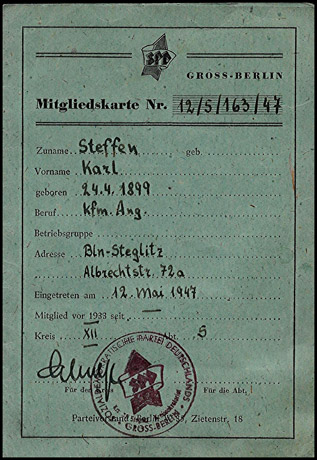 SPD
GROSS-BERLIN
Mitgliedskarte Nr. 12/5/163/47
Zuname Steffen geb.
Vorname Karl
geboren 24.4.1899
Beruf Kfm. Ang.
Betriebsgruppe
Adresse Bln-Steglitz
Albrechtstr. 72a
Eingetreten am 12. Mai 1947
Mitglied vor 1933 seit —
Kreis XII Abt. 5
Für den Kreis Für die Abt.
SOZIALDEMOKRATISCHE PARTEI DEUTSCHLANDS
SPD
GROSS-BERLIN
Parteivorstand Berlin Zietenstr. 18